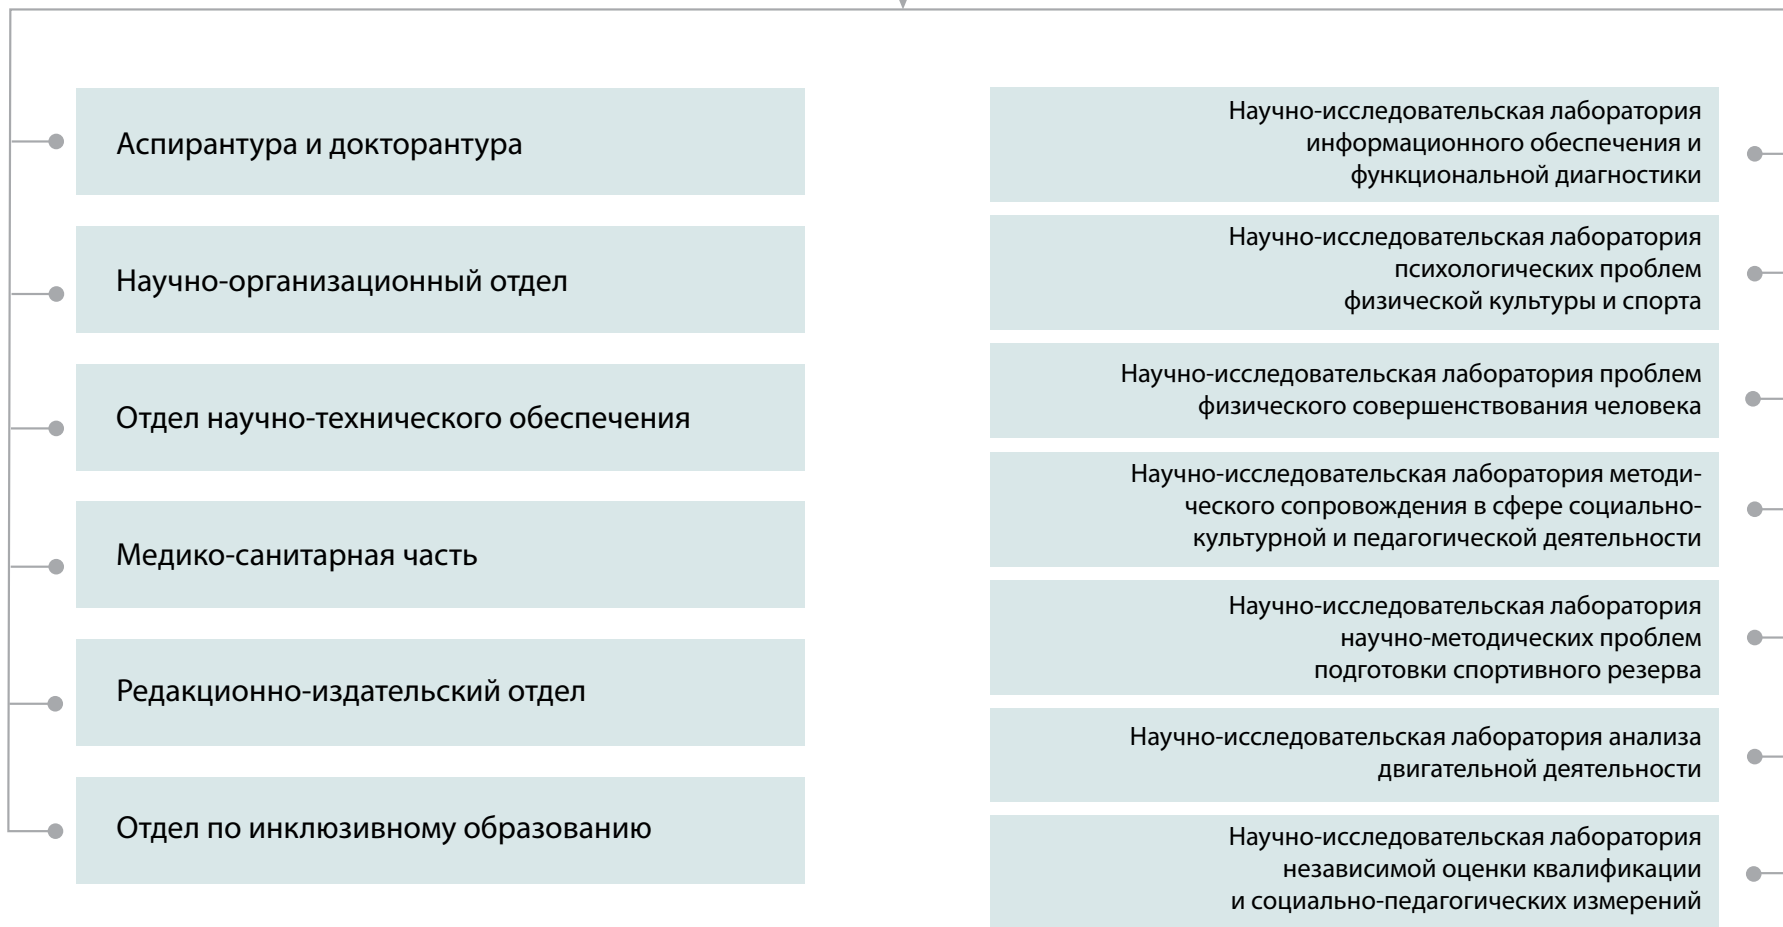 Аспирантура и докторантура
Научно-организационный отдел
Отдел научно-технического обеспечения
Медико-санитарная часть
Редакционно-издательский отдел
Отдел по инклюзивному образованию
Научно-исследовательская лаборатория
информационного обеспечения и
функциональной диагностики
Научно-исследовательская лаборатория
психологических проблем
физической культуры и спорта
Научно-исследовательская лаборатория проблем
физического совершенствования человека
Научно-исследовательская лаборатория методи-
ческого сопровождения в сфере социально-
культурной и педагогической деятельности
Научно-исследовательская лаборатория
научно-методических проблем
подготовки спортивного резерва
Научно-исследовательская лаборатория анализа
двигательной деятельности
Научно-исследовательская лаборатория
независимой оценки квалификации
и социально-педагогических измерений